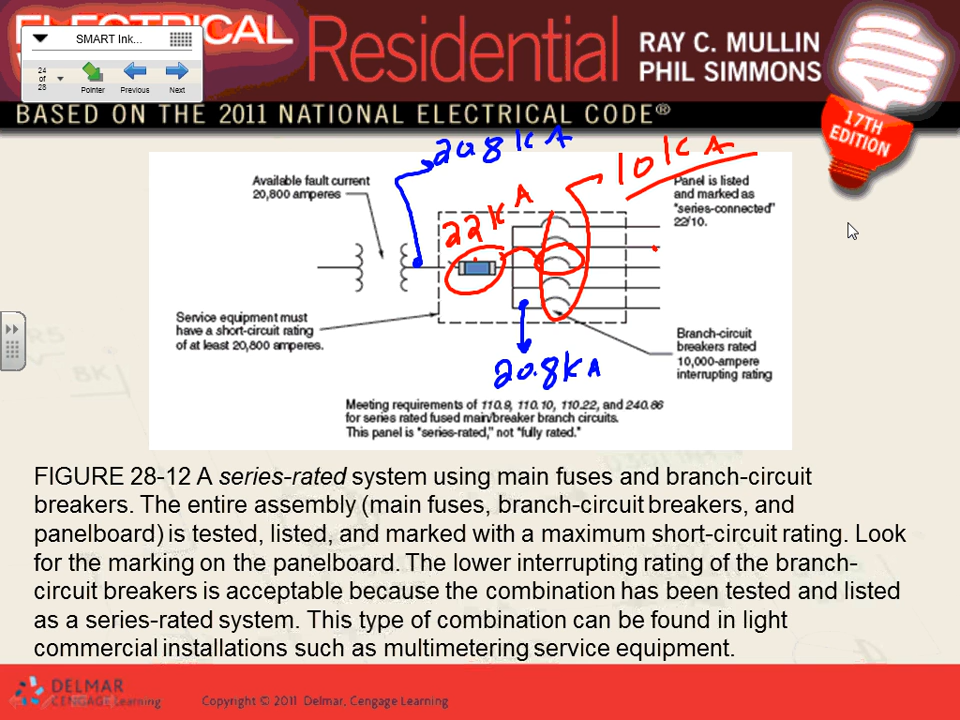 ELECTRICAL
Residential
RAY C. MULLIN
PHIL SIMMONS
SMART Ink...
24
of
28
Pointer
Previous
Next
BASED ON THE 2011 NATIONAL ELECTRICAL CODE®
17TH
EDITION
20.8 KA
10 KA
Available fault current
20,800 amperes
22 KA
Panel is listed
and marked as
"series-connected"
22/10.
Service equipment must
have a short-circuit rating
of at least 20,800 amperes.
20.8KA
Branch-circuit
breakers rated
10,000-ampere
interrupting rating
Meeting requirements of 110.9, 110.10, 110.22, and 240.86
for series rated fused main/breaker branch circuits.
This panel is "series-rated," not "fully rated."
FIGURE 28-12 A series-rated system using main fuses and branch-circuit
breakers. The entire assembly (main fuses, branch-circuit breakers, and
panelboard) is tested, listed, and marked with a maximum short-circuit rating. Look
for the marking on the panelboard. The lower interrupting rating of the branch-
circuit breakers is acceptable because the combination has been tested and listed
as a series-rated system. This type of combination can be found in light
commercial installations such as multimetering service equipment.
DELMAR
CENGAGE Learning
Copyright © 2011 Delmar, Cengage Learning